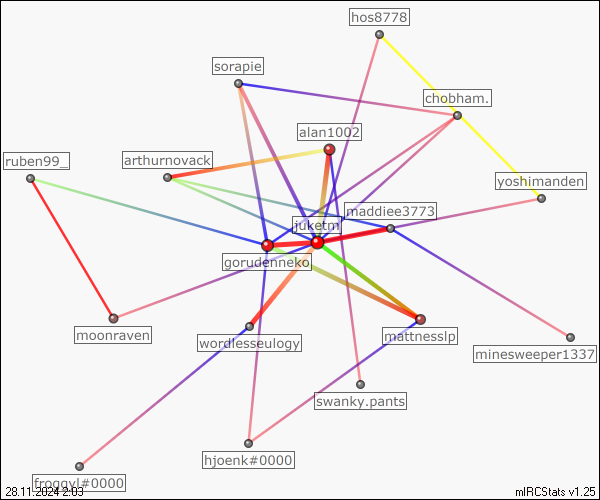 hos8778
sorapie
chobham.
alan1002
ruben99_
arthurnovack
yoshimanden
maddiee3773
juketm
gorudenneko
moonraven
wordlesseulogy
mattnesslp
minesweeper1337
swanky.pants
hjoenk#0000
froggyl#0000
28.11.2024 2:03
mIRCStats v1.25